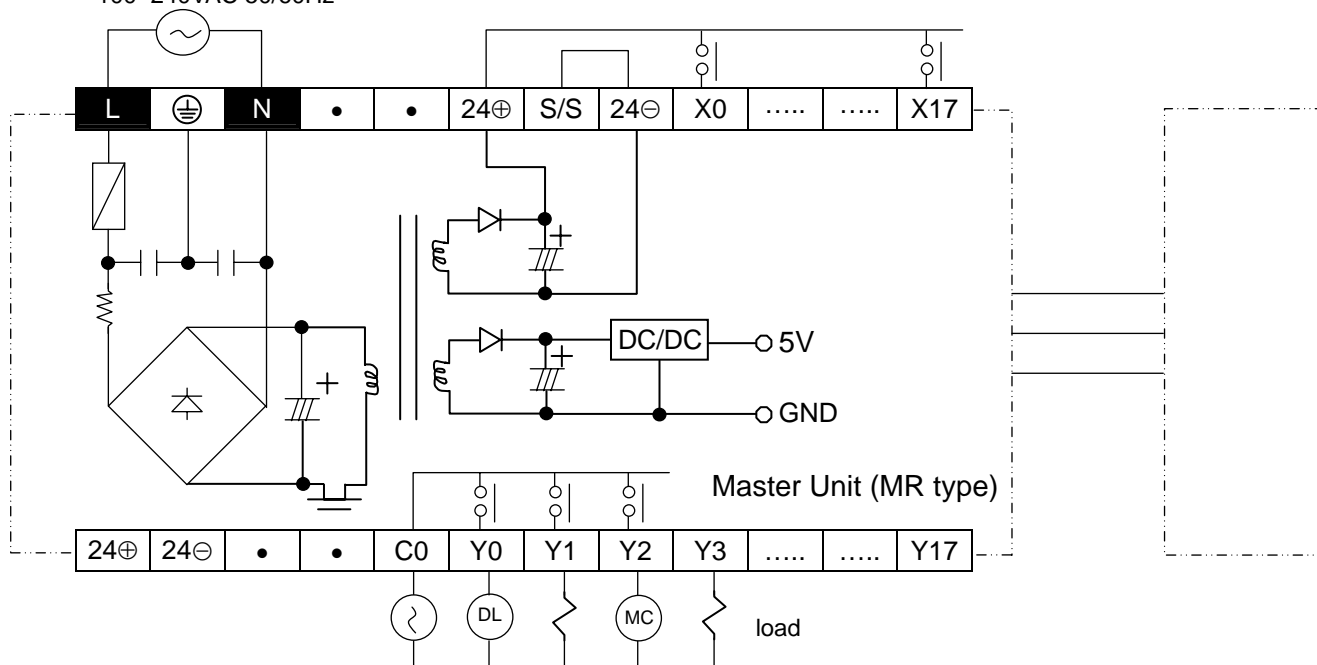 L N • • 24⊕ S/S 24⊖ X0 ..... ..... X17
+
DC/DC 5V
+
+
GND
Master Unit (MR type)
24⊕ 24⊖ • • C0 Y0 Y1 Y2 Y3 ..... ..... Y17
DL MC load